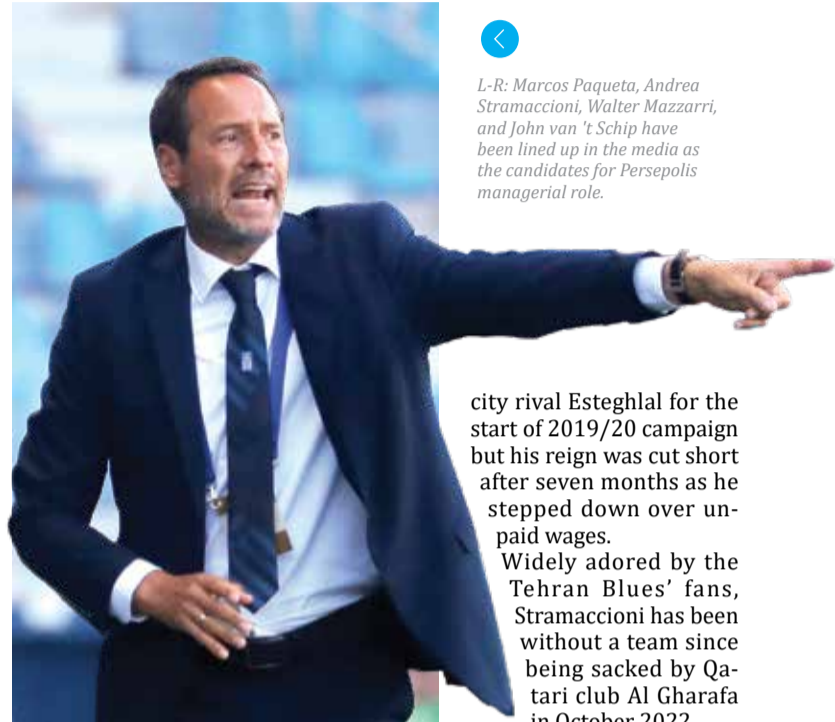 L-R: Marcos Paqueta, Andrea
Stramaccioni, Walter Mazzarri,
and John van 't Schip have
been lined up in the media as
the candidates for Persepolis
managerial role.
city rival Esteghlal for the
start of 2019/20 campaign
but his reign was cut short
after seven months as he
stepped down over un-
paid wages.
Widely adored by the
Tehran Blues’ fans,
Stramaccioni has been
without a team since
being sacked by Qa-
tari club Al Gharafa
in October 2022